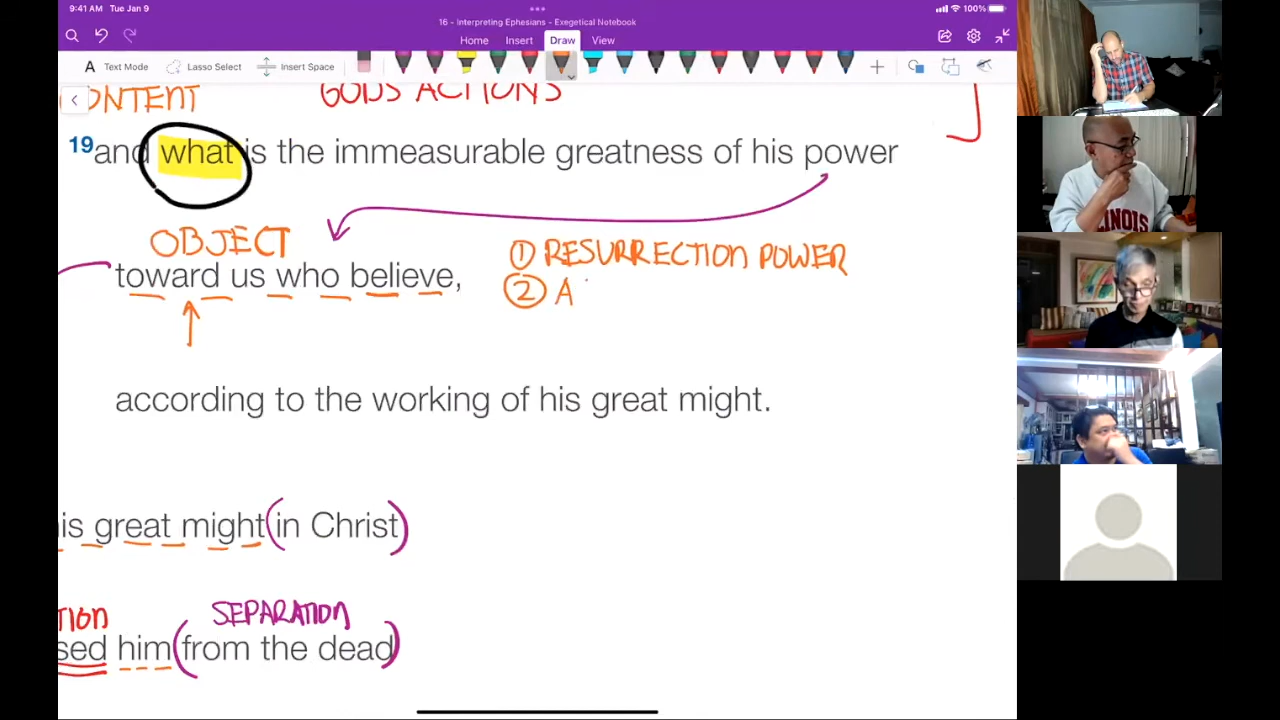 9:41 AM Tue Jan 9
100%
16 - Interpreting Ephesians - Exegetical Notebook
Home Insert Draw View
A Text Mode Lasso Select Insert Space
ONTENT GODS ACTIONS
19 and what is the immeasurable greatness of his power
OBJECT
① RESURRECTION POWER
toward us who believe,
② A
according to the working of his great might.
is great might (in Christ)
TION SEPARATION
sed him (from the dead)
ILLINOIS